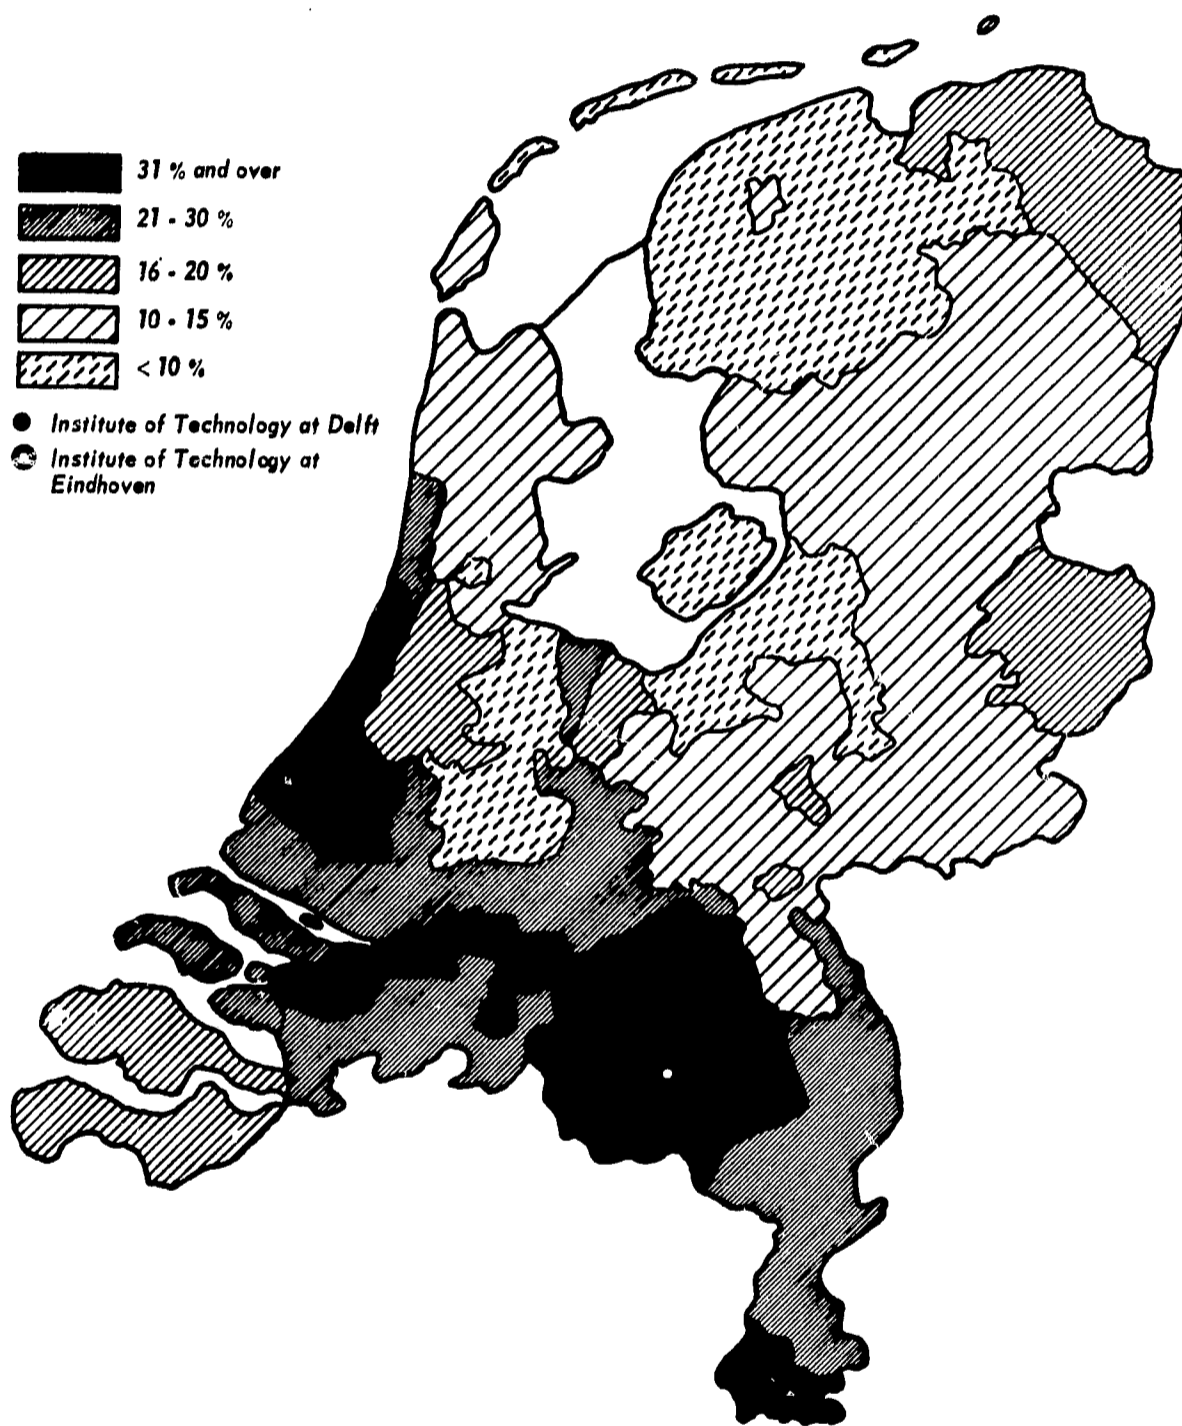 31 % and over
21 - 30 %
16 - 20 %
10 - 15 %
< 10 %
Institute of Technology at Delft
Institute of Technology at
Eindhoven